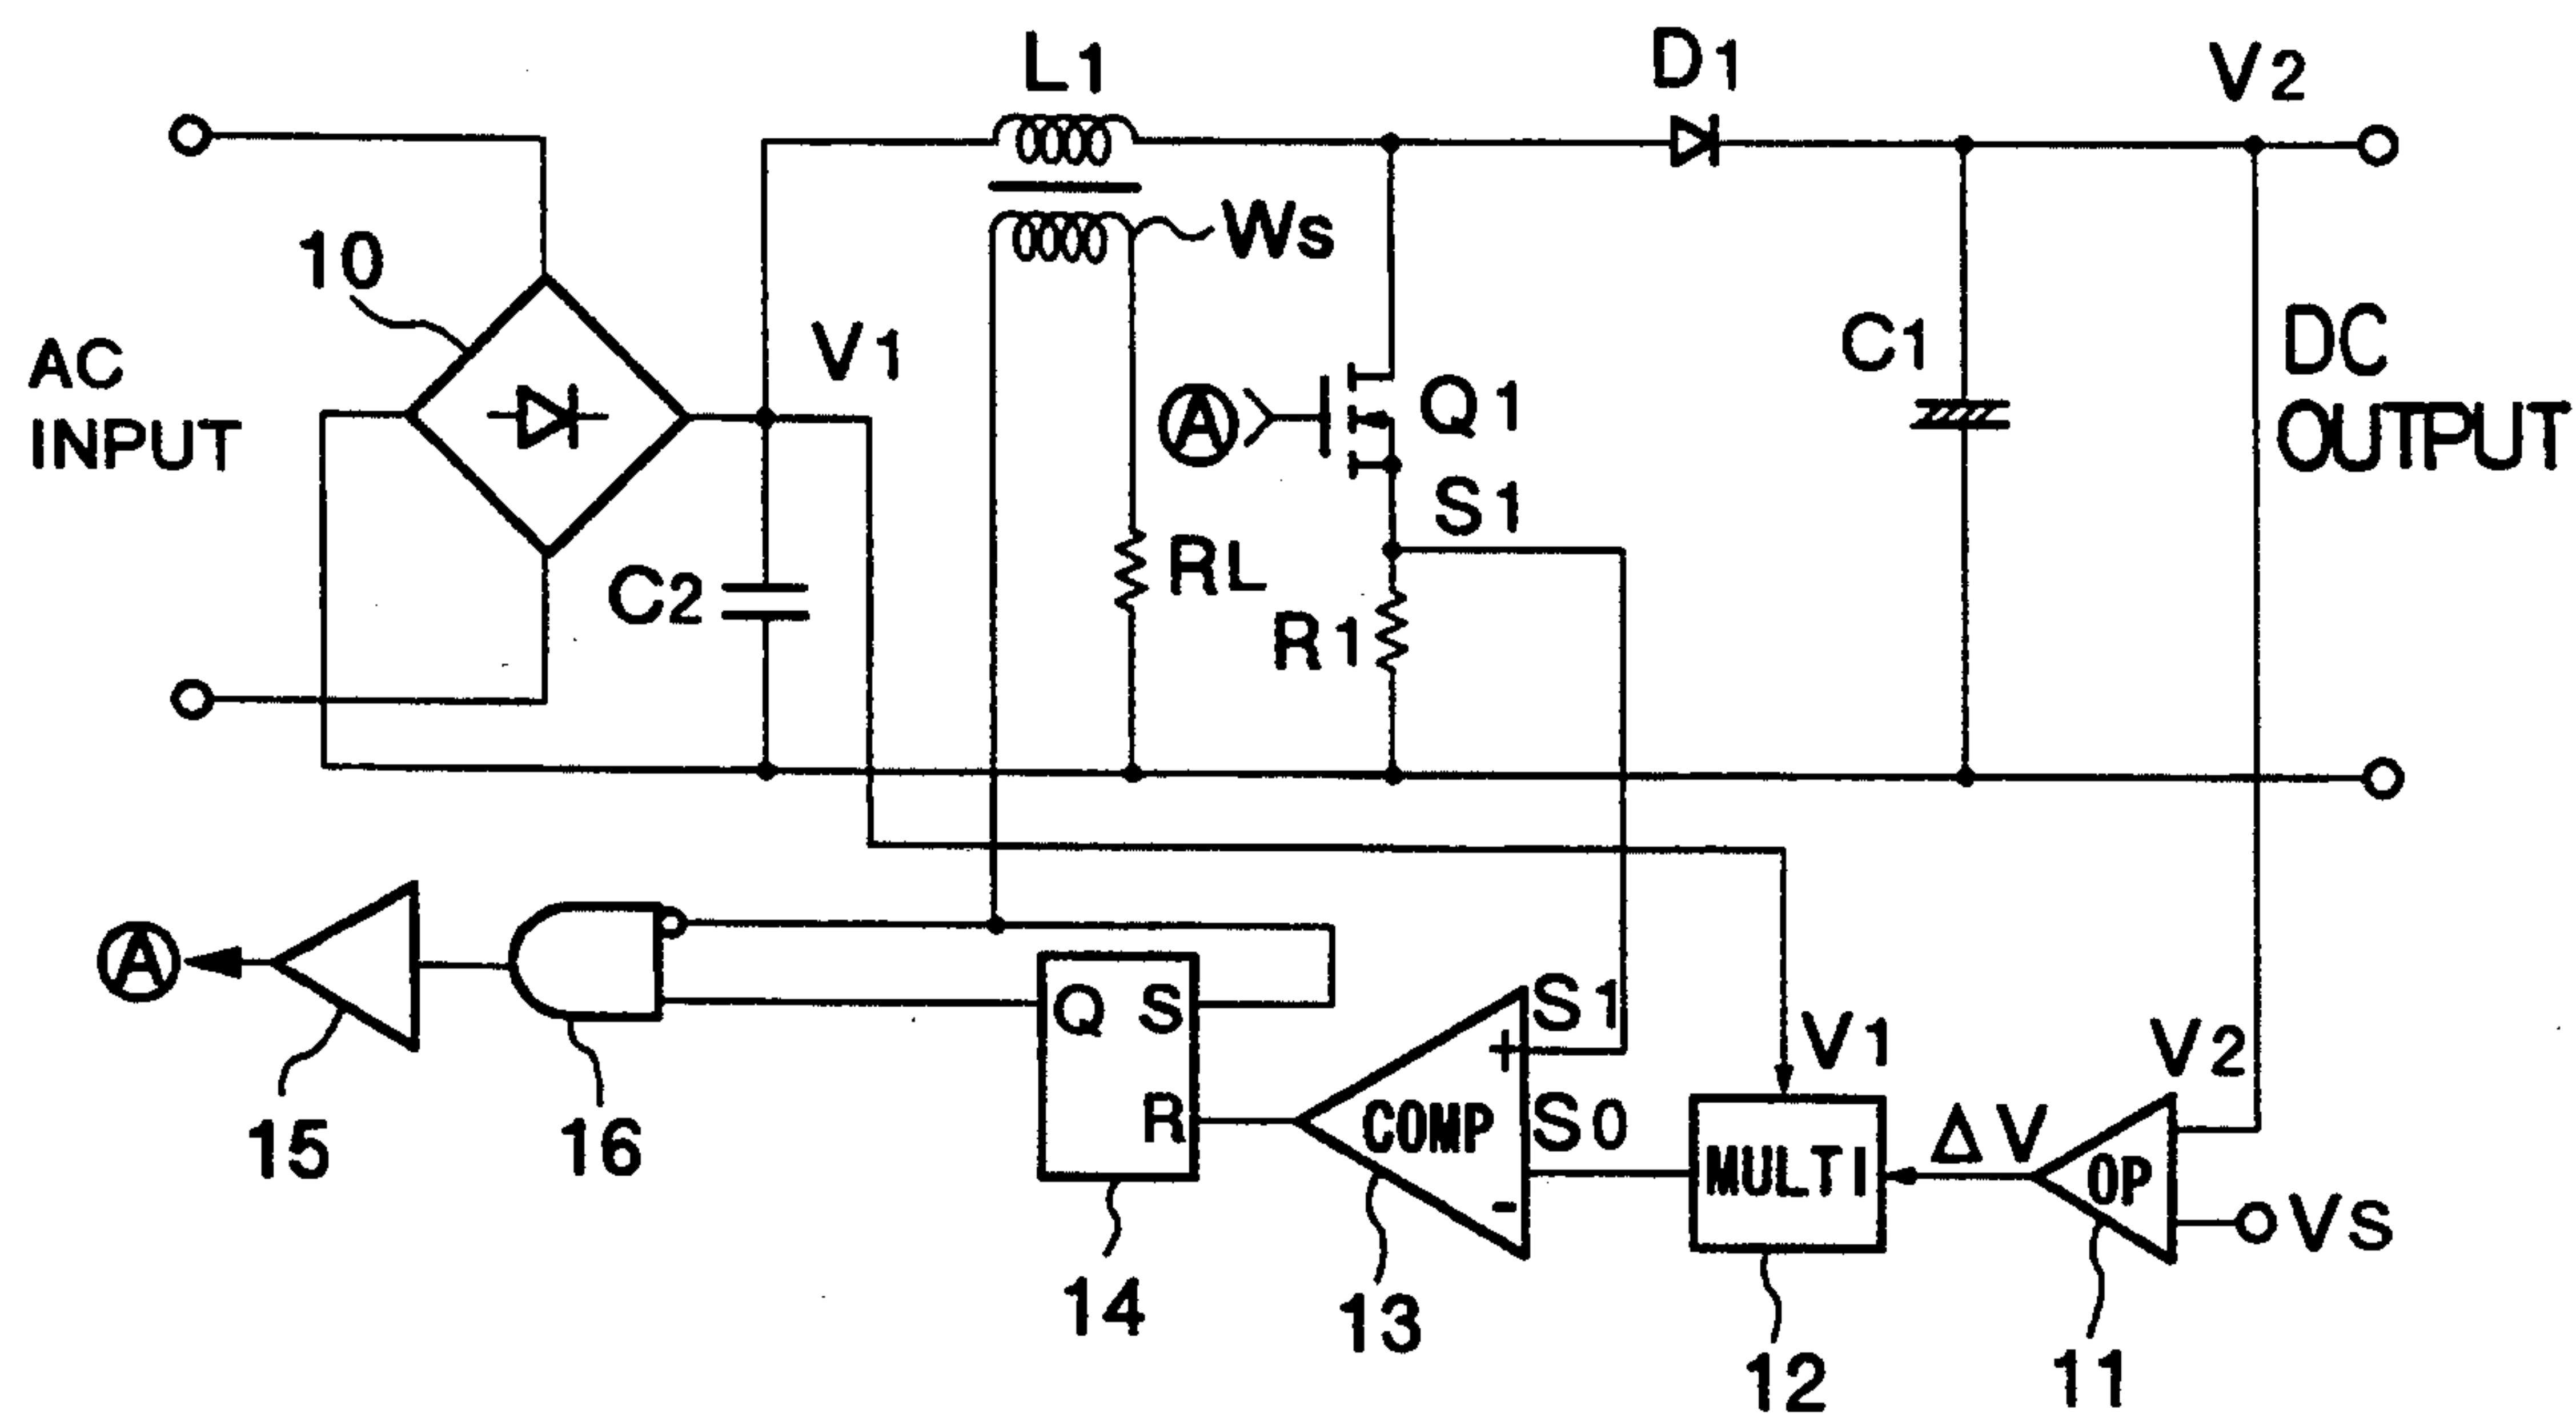 L1
D1
V2
Ws
10
AC
INPUT
V1
C2
RL
A
Q1
S1
R1
C1
DC
OUTPUT
A
15
16
Q S
R
14
COMP
+
-
S1
S0
13
V1
MULTI
12
ΔV
V2
OP
VS
11